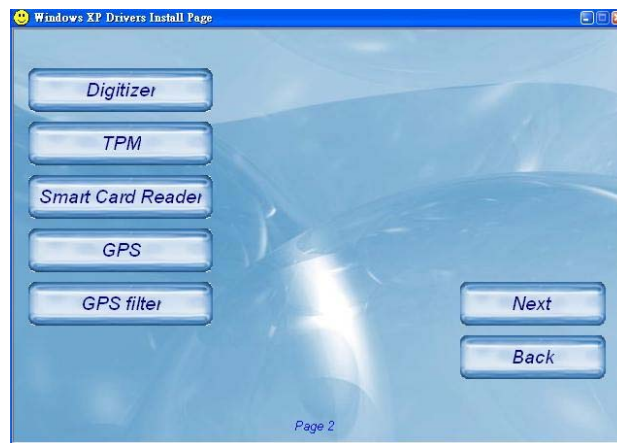 Windows XP Drivers Install Page
Digitizer
TPM
Smart Card Reader
GPS
GPS filter
Next
Back
Page 2